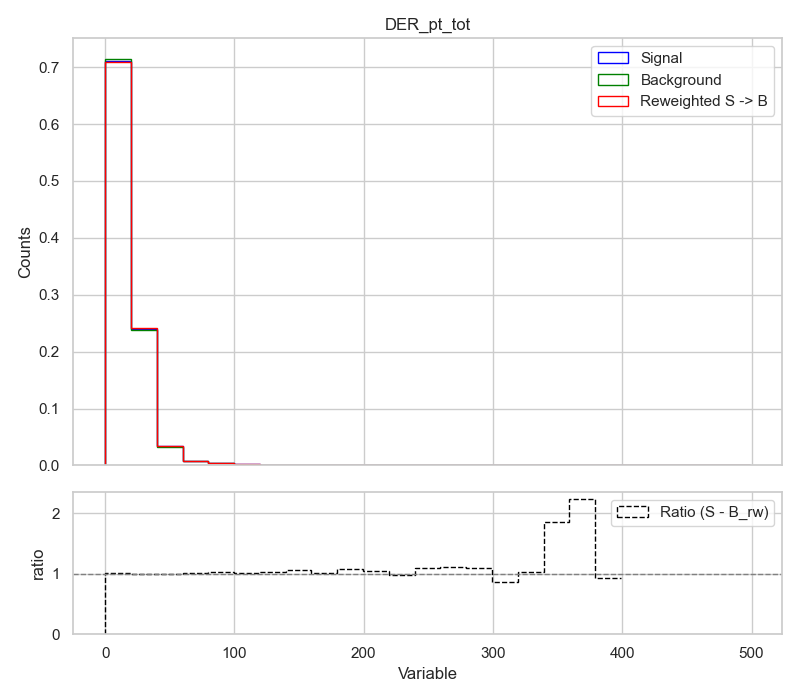 DER_pt_tot
Signal
Background
Reweighted S -> B
Counts
0.7
0.6
0.5
0.4
0.3
0.2
0.1
0.0
Ratio (S - B_rw)
ratio
2
1
0
0
100
200
300
400
500
Variable